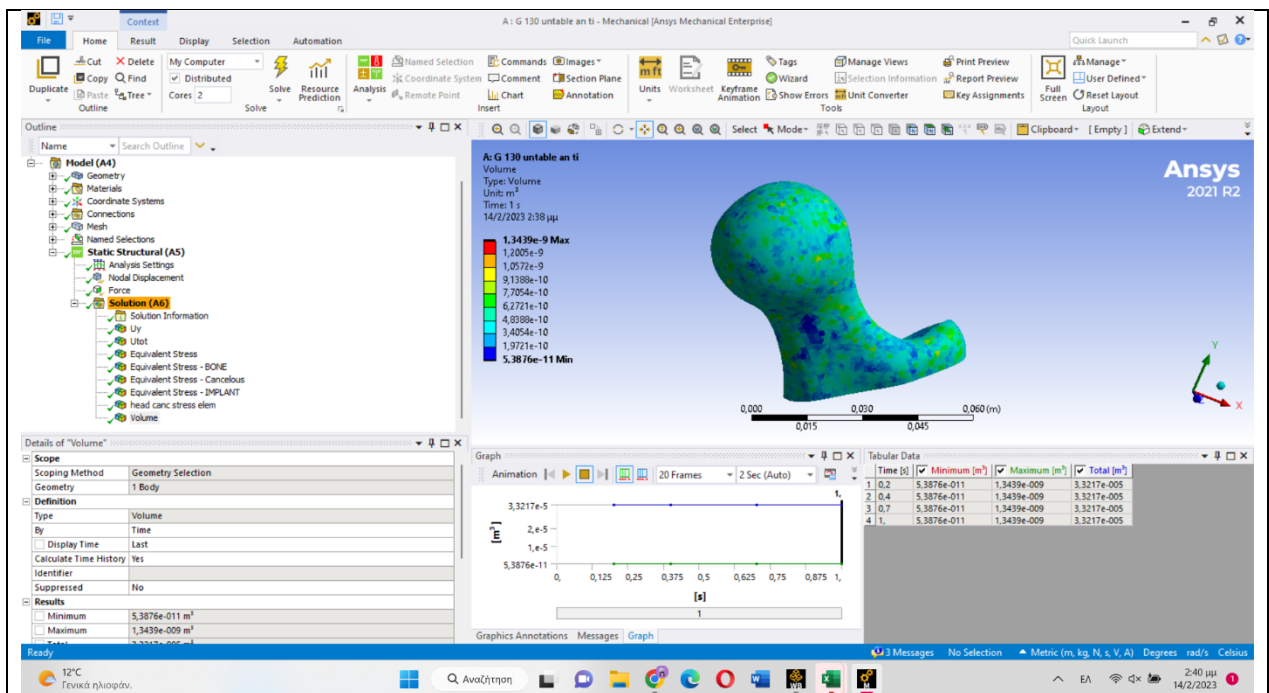 Context
A : G 130 untable an ti - Mechanical [Ansys Mechanical Enterprise]
File Home Result Display Selection Automation
Quick Launch
Duplicate Cut Copy Paste Delete Find Tree
Outline
My Computer
Distributed
Cores 2
Solve Resource Prediction
Solve
Analysis
Named Selection Commands Images
Coordinate System Comment Section Plane
Remote Point Chart Annotation
Insert
Units Worksheet Keyframe Animation
Tags Manage Views Print Preview
Wizard Selection Information Report Preview
Show Errors Unit Converter Key Assignments
Tools
Full Screen
Manage
User Defined
Reset Layout
Layout
Outline
Name Search Outline
Select Mode Clipboard [ Empty ] Extend
Model (A4)
Geometry
Materials
Coordinate Systems
Connections
Mesh
Named Selections
Static Structural (A5)
Analysis Settings
Nodal Displacement
Force
Solution (A6)
Solution Information
Uy
Utot
Equivalent Stress
Equivalent Stress - BONE
Equivalent Stress - Cancelous
Equivalent Stress - IMPLANT
head canc stress elem
Volume
A: G 130 untable an ti
Volume
Type: Volume
Unit: m³
Time: 1 s
14/2/2023 2:38 μμ
1,3439e-9 Max
1,2005e-9
1,0572e-9
9,1388e-10
7,7054e-10
6,2721e-10
4,8388e-10
3,4054e-10
1,9721e-10
5,3876e-11 Min
Ansys
2021 R2
Y
X
0,000 0,030 0,060 (m)
0,015 0,045
Details of "Volume"
Scope
Scoping Method Geometry Selection
Geometry 1 Body
Definition
Type Volume
By Time
Display Time Last
Calculate Time History Yes
Identifier
Suppressed No
Results
Minimum 5,3876e-011 m³
Maximum 1,3439e-009 m³
Graph
Animation 20 Frames 2 Sec (Auto)
1,
3,3217e-5
2,e-5
1,e-5
5,3876e-11
[m³]
0, 0,125 0,25 0,375 0,5 0,625 0,75 0,875 1,
[s]
1
Graphics Annotations Messages Graph
Tabular Data
Time [s] Minimum [m³] Maximum [m³] Total [m³]
1 0,2 5,3876e-011 1,3439e-009 3,3217e-005
2 0,4 5,3876e-011 1,3439e-009 3,3217e-005
3 0,7 5,3876e-011 1,3439e-009 3,3217e-005
4 1, 5,3876e-011 1,3439e-009 3,3217e-005
Ready
3 Messages No Selection Metric (m, kg, N, s, V, A) Degrees rad/s Celsius
12°C
Γενικά ηλιοφάν.
Αναζήτηση
ΕΛ
2:40 μμ
14/2/2023
1